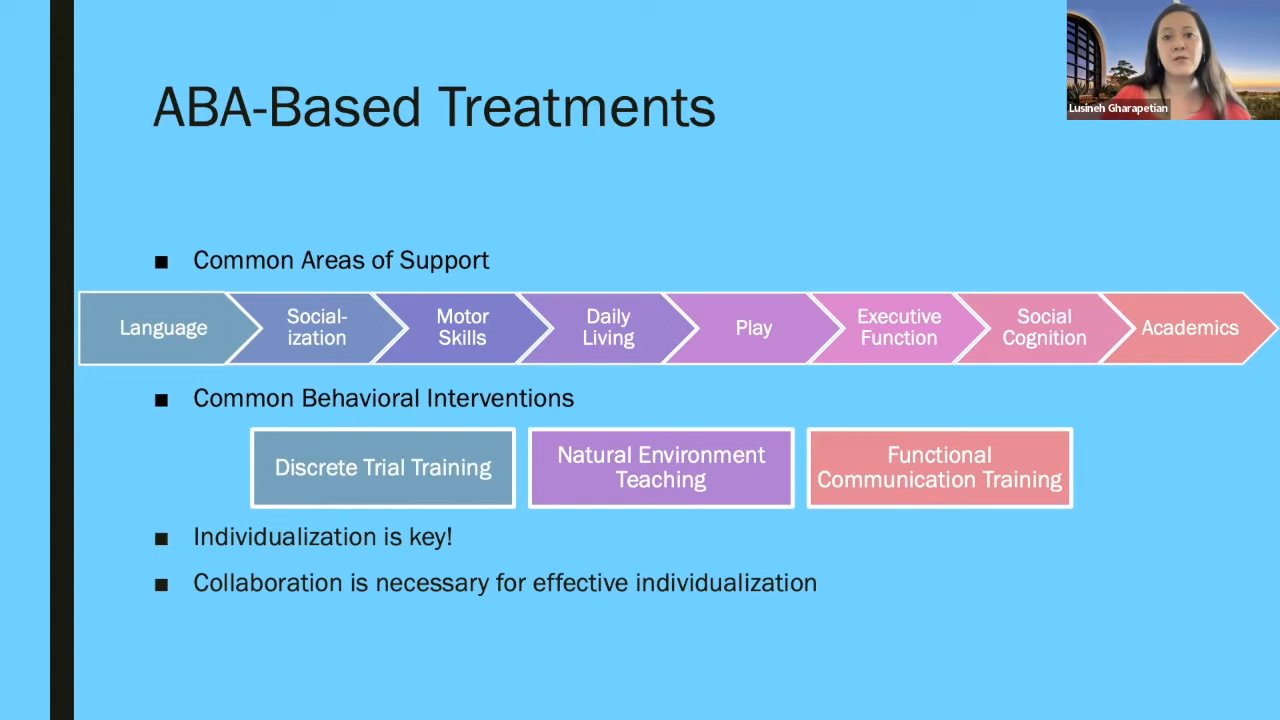 Lusineh Gharapetian
ABA-Based Treatments
■ Common Areas of Support
Language
Social-
ization
Motor
Skills
Daily
Living
Play
Executive
Function
Social
Cognition
Academics
■ Common Behavioral Interventions
Discrete Trial Training
Natural Environment
Teaching
Functional
Communication Training
■ Individualization is key!
■ Collaboration is necessary for effective individualization